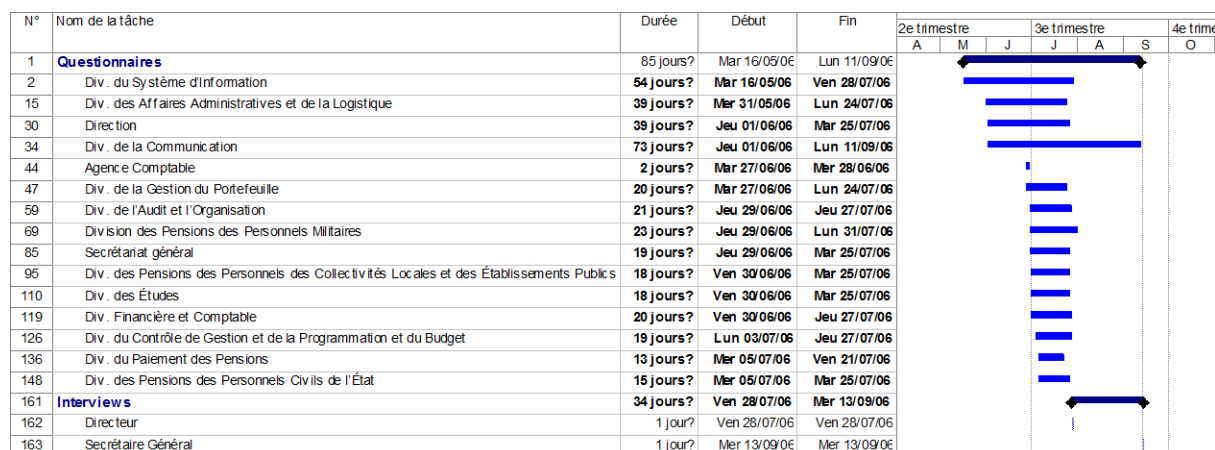 N° Nom de la tâche Durée Début Fin 2e trimestre 3e trimestre 4e trime
A M J J A S O
1 Questionnaires 85 jours? Mar 16/05/06 Lun 11/09/06
2 Div. du Système d'Information 54 jours? Mar 16/05/06 Ven 28/07/06
15 Div. des Affaires Administratives et de la Logistique 39 jours? Mer 31/05/06 Lun 24/07/06
30 Direction 39 jours? Jeu 01/06/06 Mar 25/07/06
34 Div. de la Communication 73 jours? Jeu 01/06/06 Lun 11/09/06
44 Agence Comptable 2 jours? Mar 27/06/06 Mer 28/06/06
47 Div. de la Gestion du Portefeuille 20 jours? Mar 27/06/06 Lun 24/07/06
59 Div. de l'Audit et l'Organisation 21 jours? Jeu 29/06/06 Jeu 27/07/06
69 Division des Pensions des Personnels Militaires 23 jours? Jeu 29/06/06 Lun 31/07/06
85 Secrétariat général 19 jours? Jeu 29/06/06 Mar 25/07/06
95 Div. des Pensions des Personnels des Collectivités Locales et des Établissements Publics 18 jours? Ven 30/06/06 Mar 25/07/06
110 Div. des Études 18 jours? Ven 30/06/06 Mar 25/07/06
119 Div. Financière et Comptable 20 jours? Ven 30/06/06 Jeu 27/07/06
126 Div. du Contrôle de Gestion et de la Programmation et du Budget 19 jours? Lun 03/07/06 Jeu 27/07/06
136 Div. du Paiement des Pensions 13 jours? Mer 05/07/06 Ven 21/07/06
148 Div. des Pensions des Personnels Civils de l'État 15 jours? Mer 05/07/06 Mar 25/07/06
161 Interviews 34 jours? Ven 28/07/06 Mer 13/09/06
162 Directeur 1 jour? Ven 28/07/06 Ven 28/07/06
163 Secrétaire Général 1 jour? Mer 13/09/06 Mer 13/09/06